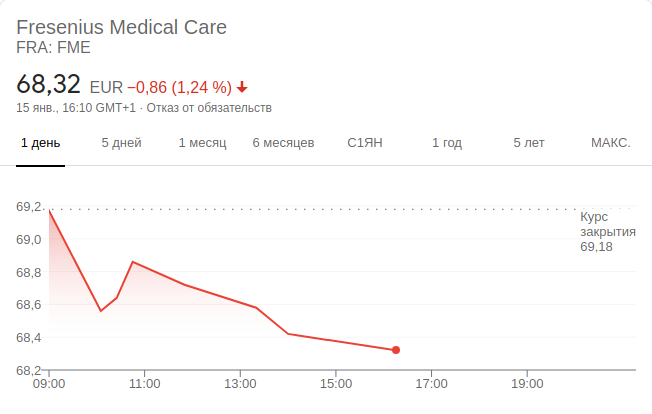 Fresenius Medical Care
FRA: FME
68,32 EUR −0,86 (1,24 %)
15 янв., 16:10 GMT+1 · Отказ от обязательств
1 день 5 дней 1 месяц 6 месяцев С1ЯН 1 год 5 лет МАКС.
69,2
Курс
закрытия
69,18
69,0
68,8
68,6
68,4
68,2
09:00 11:00 13:00 15:00 17:00 19:00